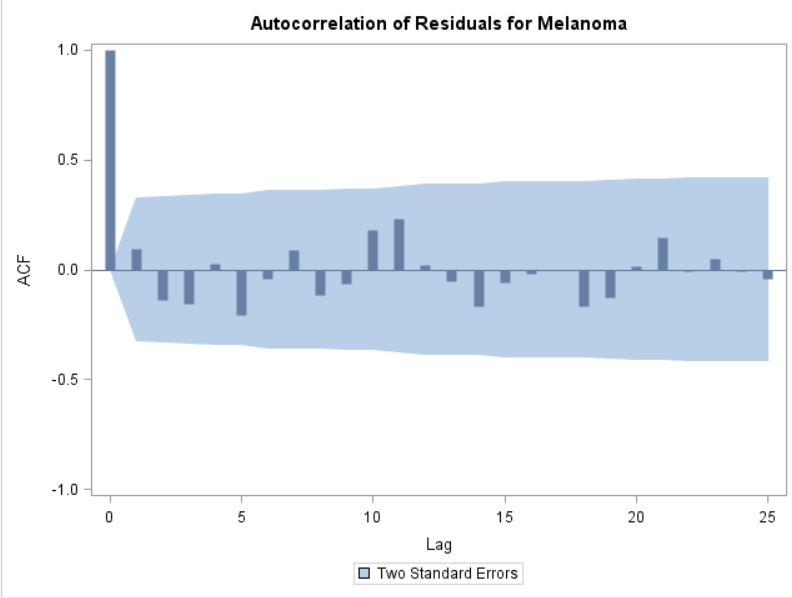 Autocorrelation of Residuals for Melanoma
1.0
0.5
0.0
-0.5
-1.0
ACF
0 5 10 15 20 25
Lag
Two Standard Errors